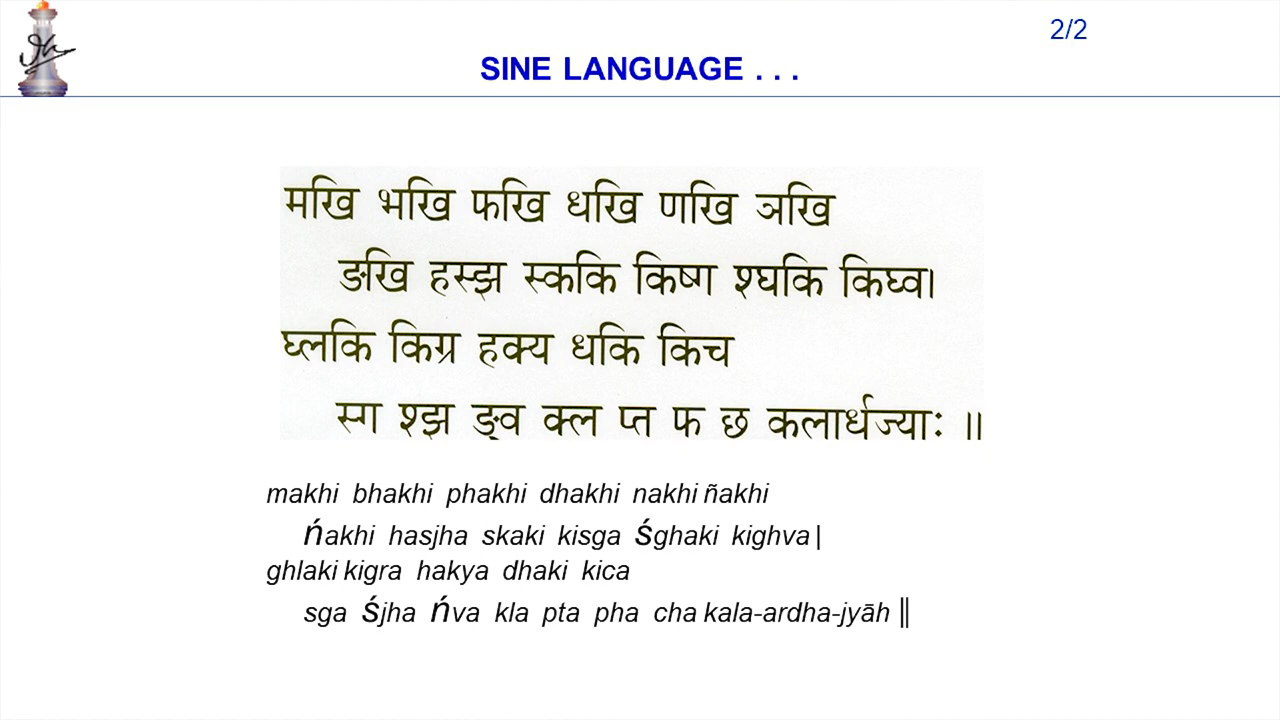 2/2
SINE LANGUAGE . . .
मखि भखि फखि धखि णखि ञखि
ङखि हस्झ स्ककि किष्ग श्घकि किघ्व।
घ्लकि किग्र हक्य धकि किच
स्ग श्झ ङ्व क्ल प्त फ छ कलार्धज्याः ॥
makhi bhakhi phakhi dhakhi nakhi ñakhi
ńakhi hasjha skaki kisga śghaki kighva|
ghlaki kigra hakya dhaki kica
sga śjha ńva kla pta pha cha kala-ardha-jyāh ‖